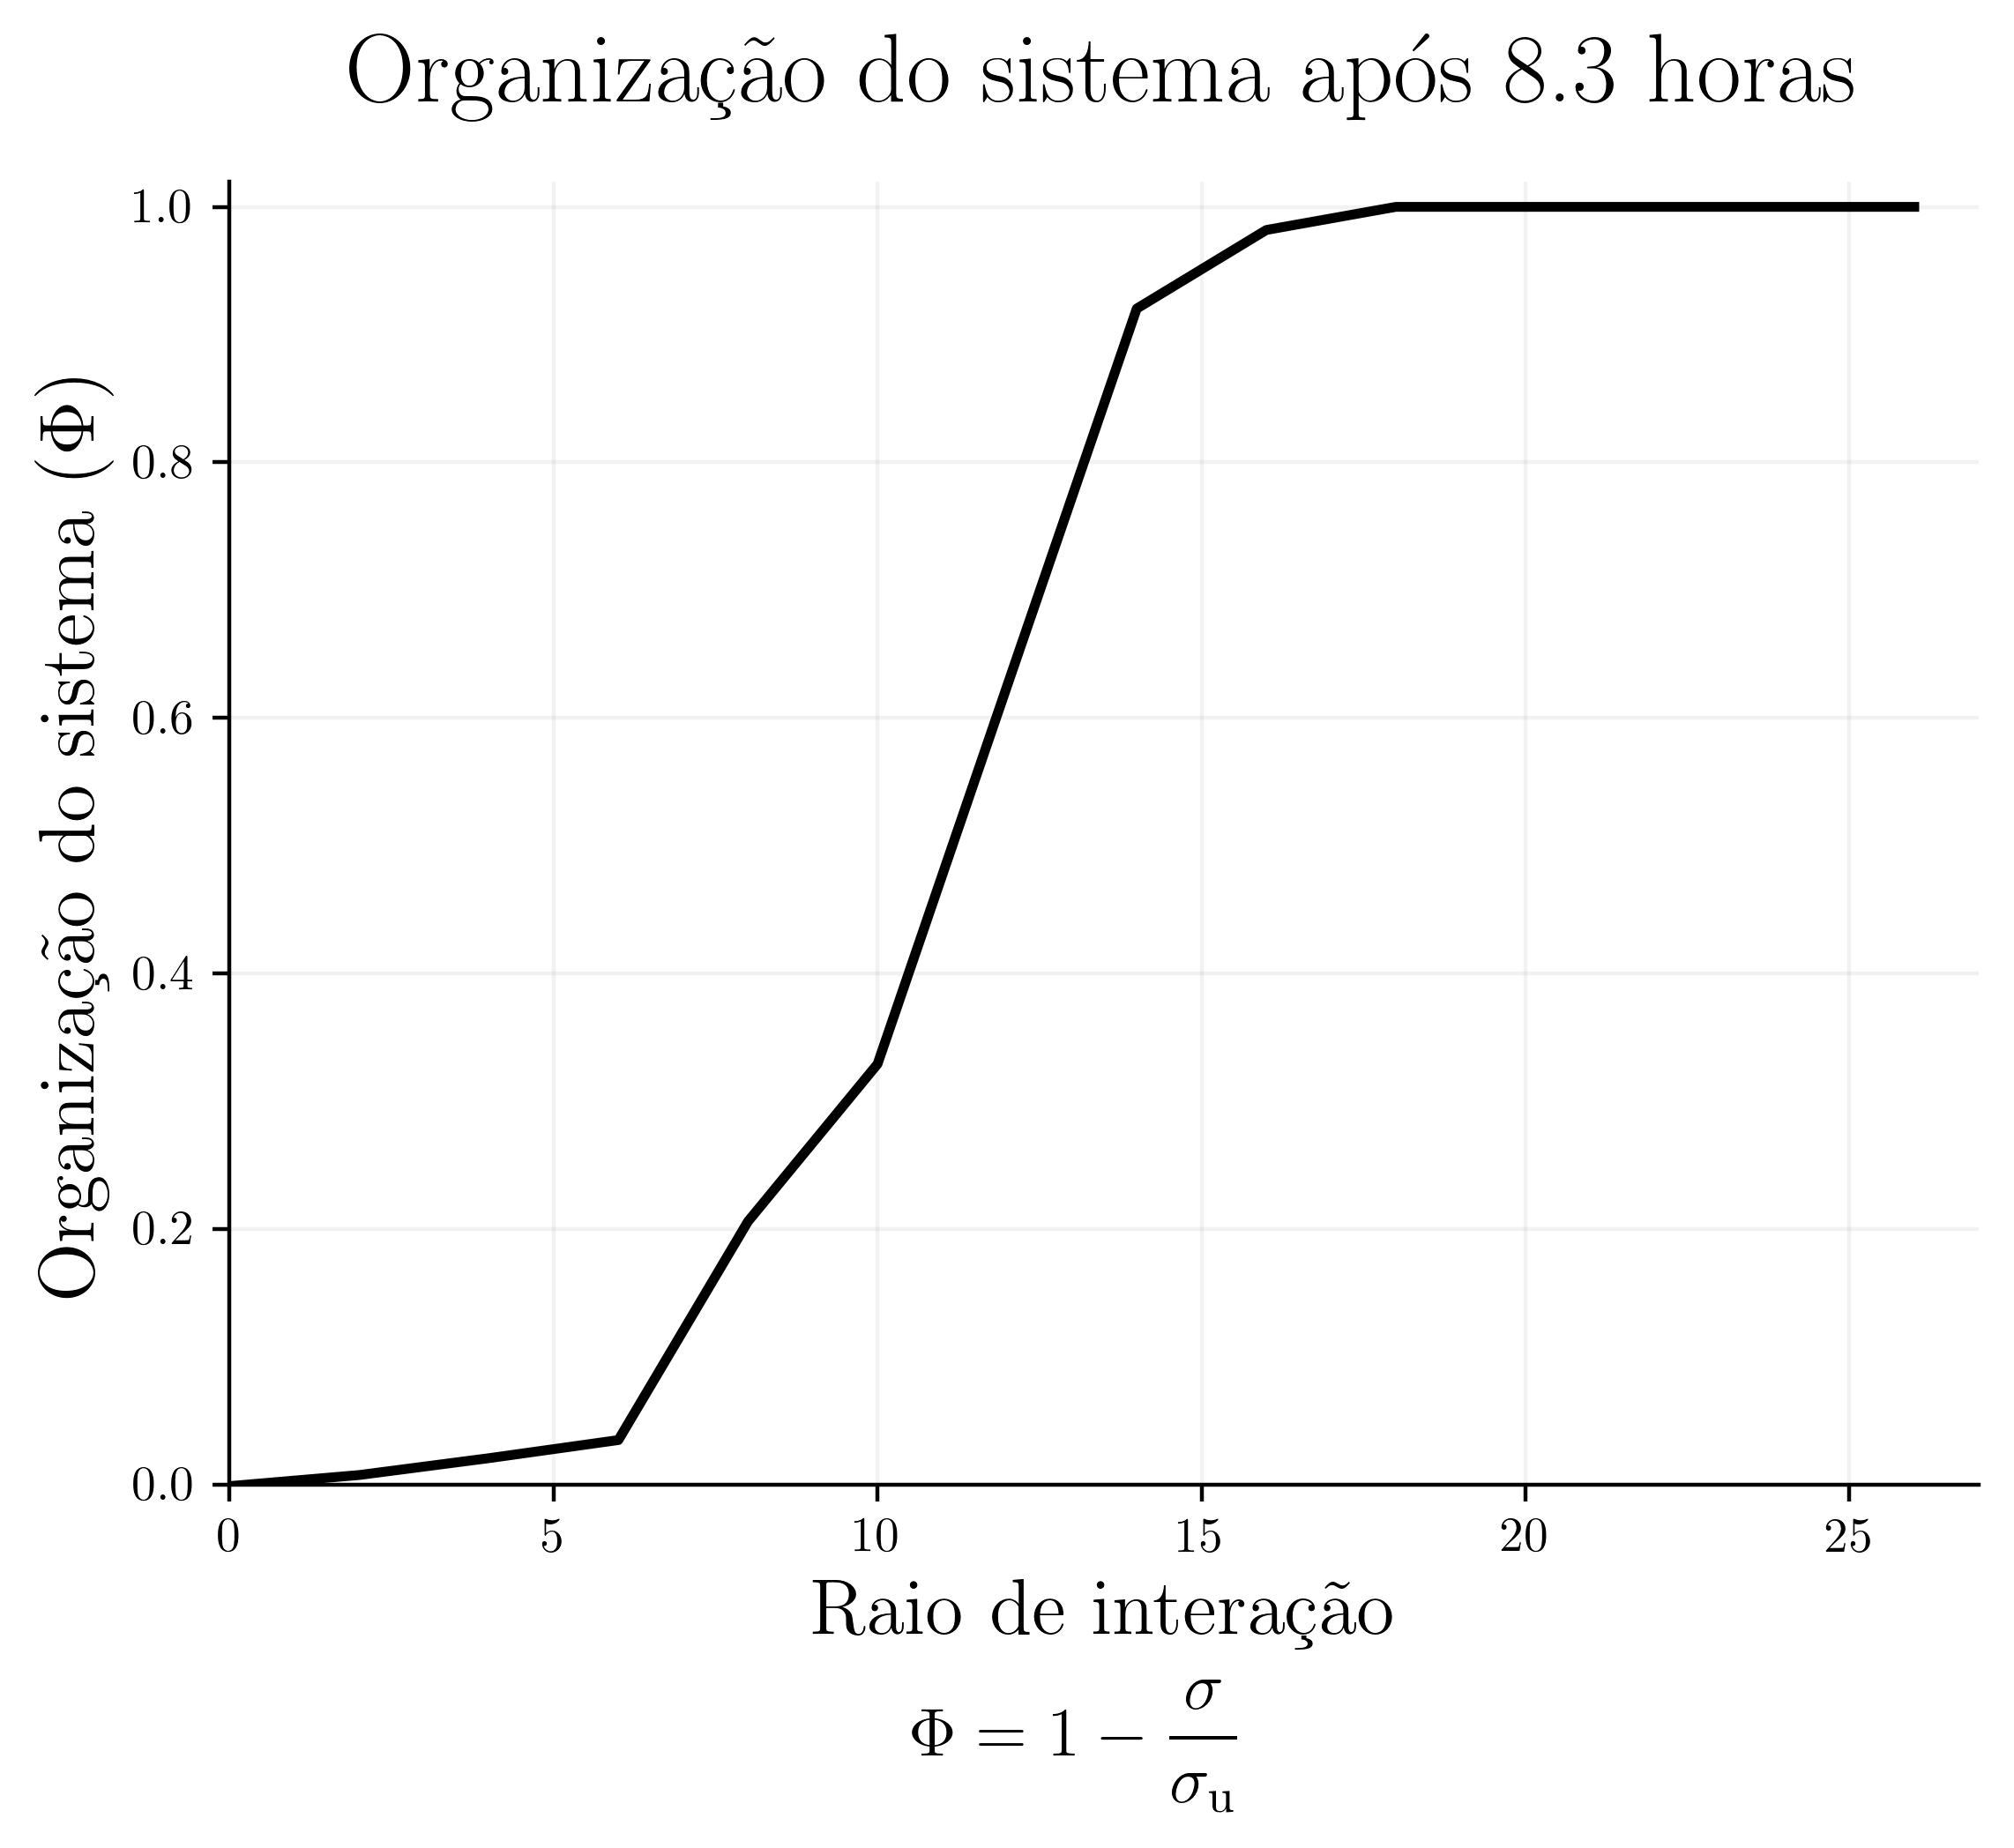 Organização do sistema após 8.3 horas
Organização do sistema (Φ)
1.0
0.8
0.6
0.4
0.2
0.0
0 5 10 15 20 25
Raio de interação
Φ = 1 − σ/σu